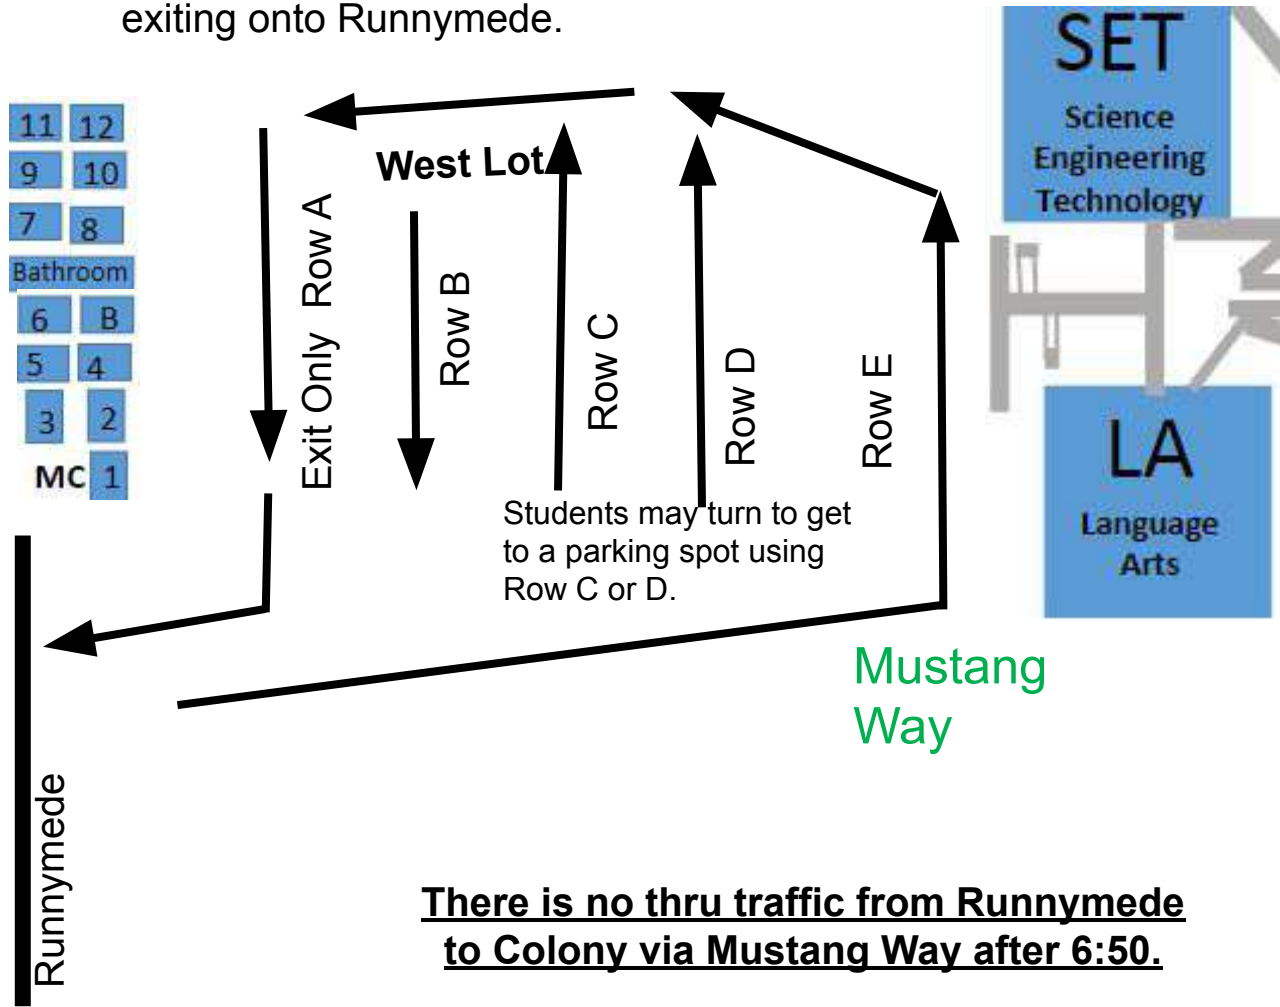 exiting onto Runnymede.
SET
Science
Engineering
Technology
11 12
9 10
7 8
Bathroom
6 B
5 4
3 2
MC 1
West Lot
Exit Only Row A
Row B
Row C
Row D
Row E
LA
Language
Arts
Students may turn to get
to a parking spot using
Row C or D.
Mustang
Way
Runnymede
There is no thru traffic from Runnymede
to Colony via Mustang Way after 6:50.